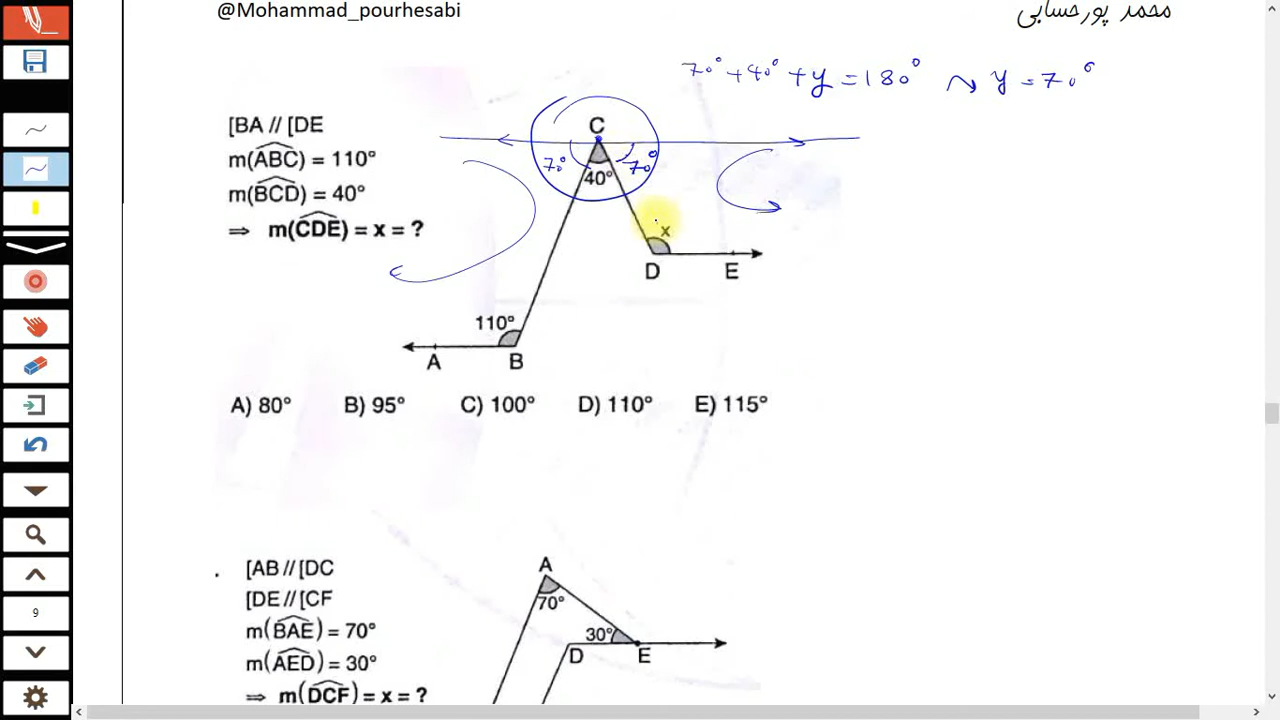 @Mohammad_pourhesabi
محمد پورحسابی
70° + 40° + y = 180° ⤳ y = 70°
[BA // [DE
m(ABC) = 110°
m(BCD) = 40°
⇒ m(CDE) = x = ?
C
70°
40°
70°
x
D
E
110°
A
B
A) 80° B) 95° C) 100° D) 110° E) 115°
. [AB // [DC
[DE // [CF
m(BAE) = 70°
m(AED) = 30°
⇒ m(DCF) = x = ?
A
70°
30°
D
E
9